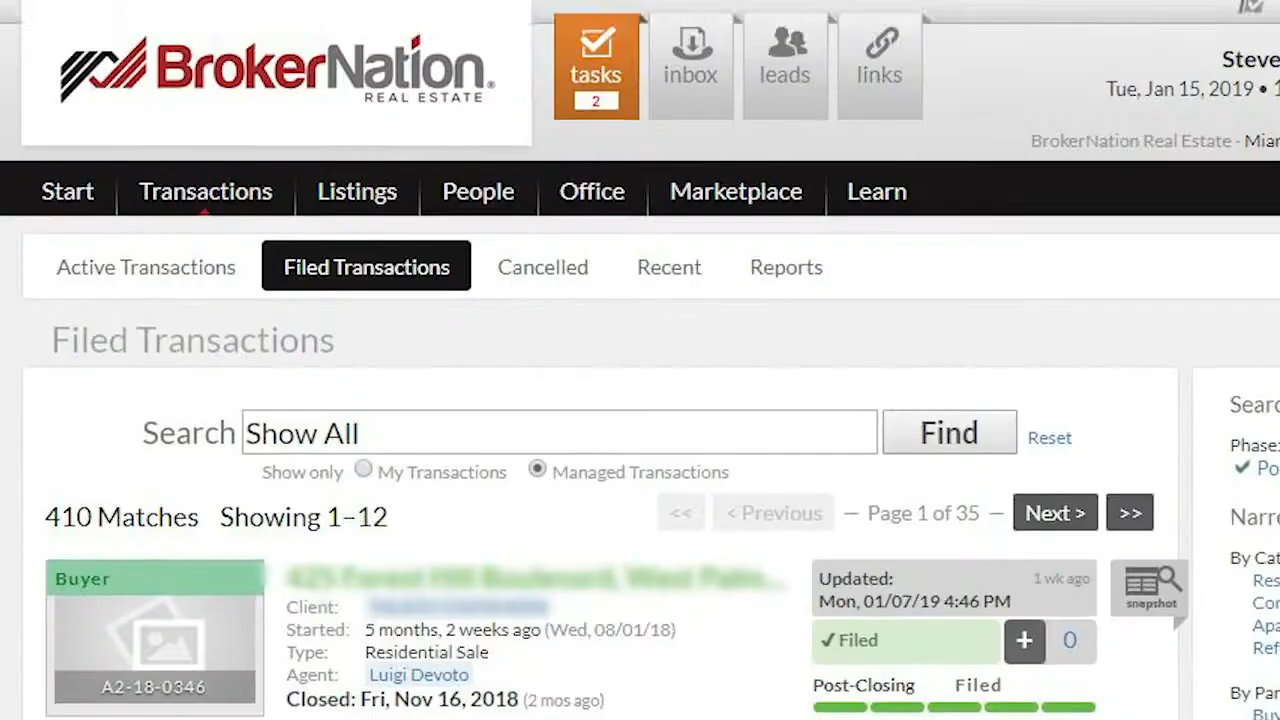 BrokerNation®
REAL ESTATE
tasks
2
inbox
leads
links
Steve
Tue, Jan 15, 2019 •
BrokerNation Real Estate - Miar
Start Transactions Listings People Office Marketplace Learn
Active Transactions Filed Transactions Cancelled Recent Reports
Filed Transactions
Search Show All Find Reset
Show only My Transactions Managed Transactions
410 Matches Showing 1–12
<< < Previous — Page 1 of 35 — Next > >>
Buyer
A2-18-0346
Client:
Started: 5 months, 2 weeks ago (Wed, 08/01/18)
Type: Residential Sale
Agent: Luigi Devoto
Closed: Fri, Nov 16, 2018 (2 mos ago)
Updated: 1 wk ago
Mon, 01/07/19 4:46 PM
✔ Filed + 0
Post-Closing Filed
snapshot
Searc
Phase:
✔ Po
Narro
By Cat
Res
Cor
Apa
Ref
By Par
Buy